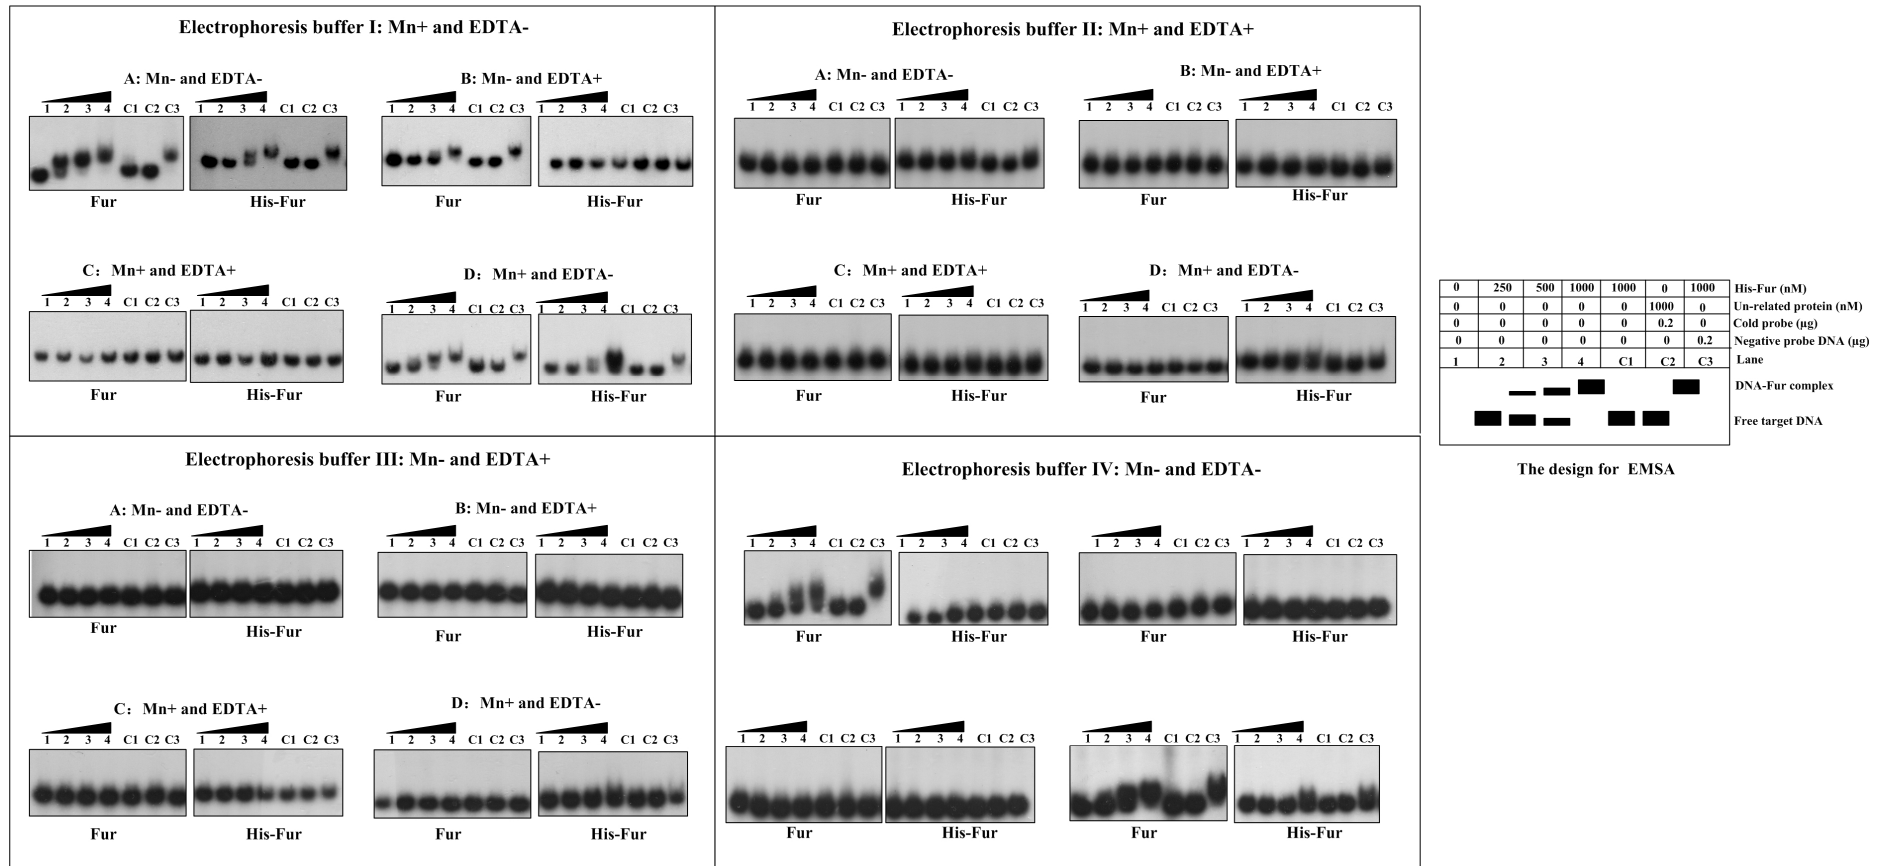 Electrophoresis buffer I: Mn+ and EDTA-
A: Mn- and EDTA-
B: Mn- and EDTA+
1 2 3 4 C1 C2 C3
1 2 3 4 C1 C2 C3
1 2 3 4 C1 C2 C3
1 2 3 4 C1 C2 C3
Fur
His-Fur
Fur
His-Fur
C: Mn+ and EDTA+
D: Mn+ and EDTA-
1 2 3 4 C1 C2 C3
1 2 3 4 C1 C2 C3
1 2 3 4 C1 C2 C3
1 2 3 4 C1 C2 C3
Fur
His-Fur
Fur
His-Fur
Electrophoresis buffer II: Mn+ and EDTA+
A: Mn- and EDTA-
B: Mn- and EDTA+
1 2 3 4 C1 C2 C3
1 2 3 4 C1 C2 C3
1 2 3 4 C1 C2 C3
1 2 3 4 C1 C2 C3
Fur
His-Fur
Fur
His-Fur
C: Mn+ and EDTA+
D: Mn+ and EDTA-
1 2 3 4 C1 C2 C3
1 2 3 4 C1 C2 C3
1 2 3 4 C1 C2 C3
1 2 3 4 C1 C2 C3
Fur
His-Fur
Fur
His-Fur
Electrophoresis buffer III: Mn- and EDTA+
A: Mn- and EDTA-
B: Mn- and EDTA+
1 2 3 4 C1 C2 C3
1 2 3 4 C1 C2 C3
1 2 3 4 C1 C2 C3
1 2 3 4 C1 C2 C3
Fur
His-Fur
Fur
His-Fur
C: Mn+ and EDTA+
D: Mn+ and EDTA-
1 2 3 4 C1 C2 C3
1 2 3 4 C1 C2 C3
1 2 3 4 C1 C2 C3
1 2 3 4 C1 C2 C3
Fur
His-Fur
Fur
His-Fur
Electrophoresis buffer IV: Mn- and EDTA-
1 2 3 4 C1 C2 C3
1 2 3 4 C1 C2 C3
1 2 3 4 C1 C2 C3
1 2 3 4 C1 C2 C3
Fur
His-Fur
Fur
His-Fur
1 2 3 4 C1 C2 C3
1 2 3 4 C1 C2 C3
1 2 3 4 C1 C2 C3
1 2 3 4 C1 C2 C3
Fur
His-Fur
Fur
His-Fur
0 250 500 1000 1000 0 1000 His-Fur (nM)
0 0 0 0 0 1000 0 Un-related protein (nM)
0 0 0 0 0 0.2 0 Cold probe (µg)
0 0 0 0 0 0 0.2 Negative probe DNA (µg)
1 2 3 4 C1 C2 C3 Lane
DNA-Fur complex
Free target DNA
The design for EMSA